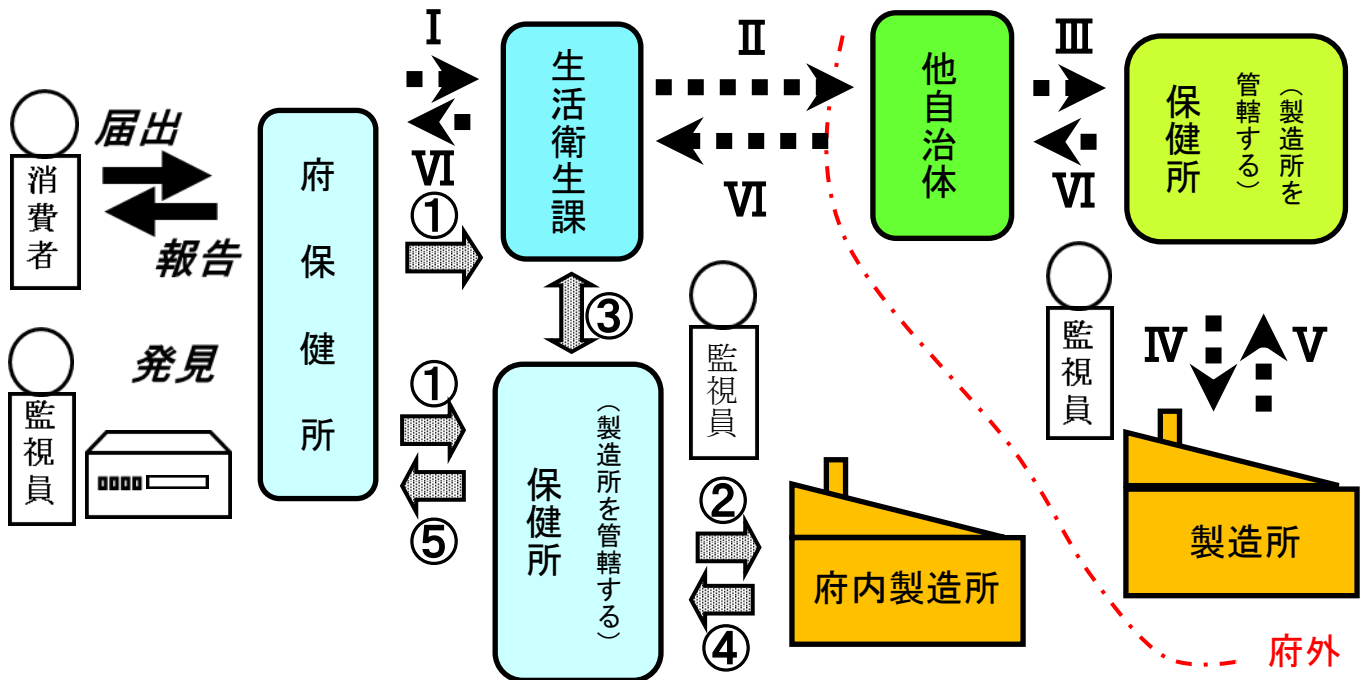 届出
報告
消費者
発見
監視員
府保健所
Ⅰ
Ⅵ
①
①
⑤
生活衛生課
③
(製造所を管轄する)
保健所
Ⅱ
Ⅵ
監視員
②
④
府内製造所
他自治体
Ⅲ
Ⅵ
(製造所を
管轄する)
保健所
監視員
Ⅳ
Ⅴ
製造所
府外